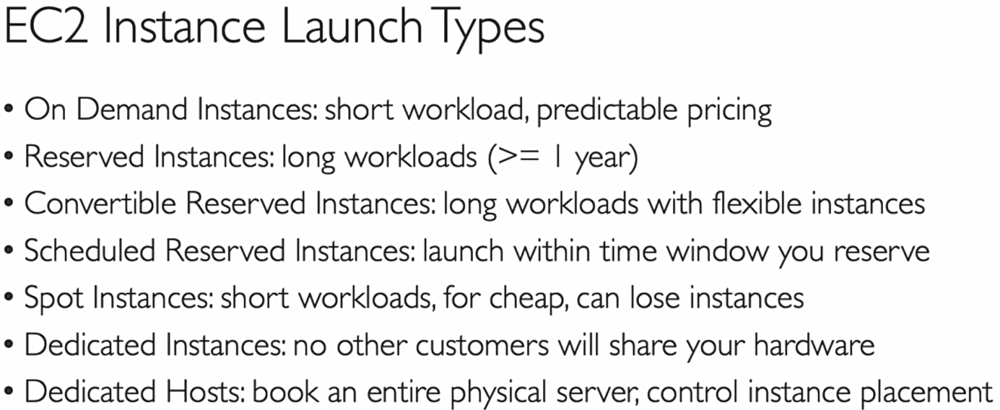 EC2 Instance Launch Types
• On Demand Instances: short workload, predictable pricing
• Reserved Instances: long workloads (>= 1 year)
• Convertible Reserved Instances: long workloads with flexible instances
• Scheduled Reserved Instances: launch within time window you reserve
• Spot Instances: short workloads, for cheap, can lose instances
• Dedicated Instances: no other customers will share your hardware
• Dedicated Hosts: book an entire physical server, control instance placement